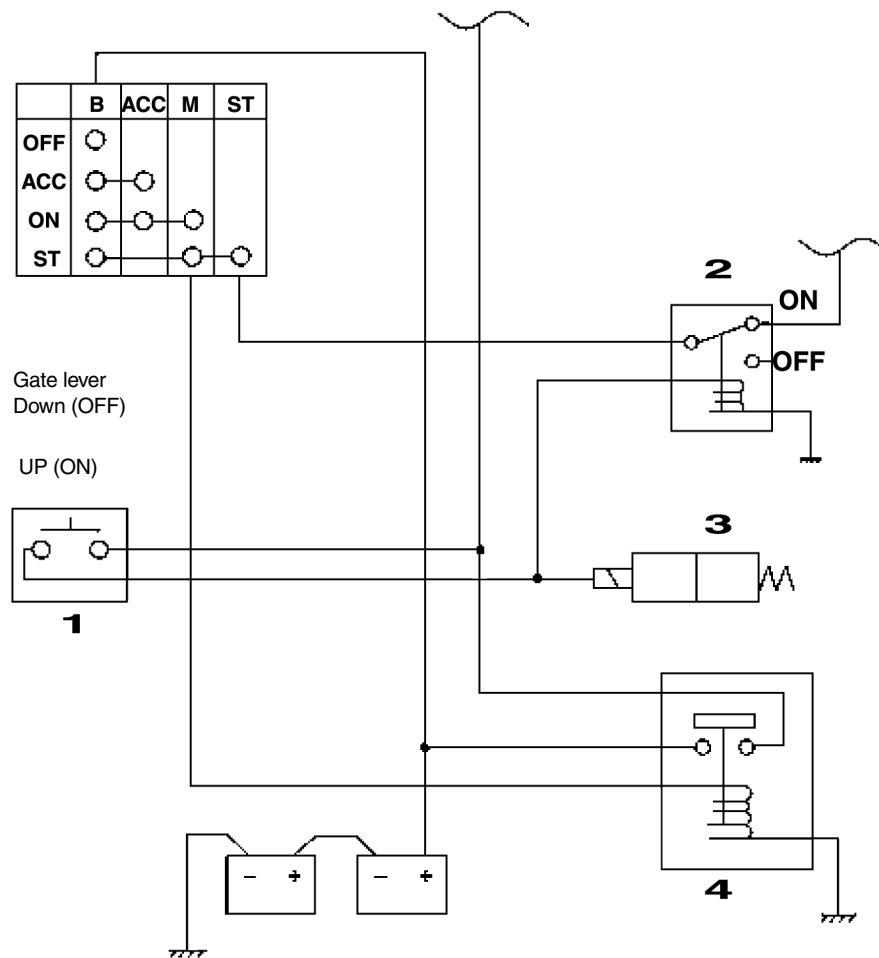 B ACC M ST
OFF
ACC
ON
ST
2
ON
OFF
Gate lever
Down (OFF)
UP (ON)
3
1
− + − +
4